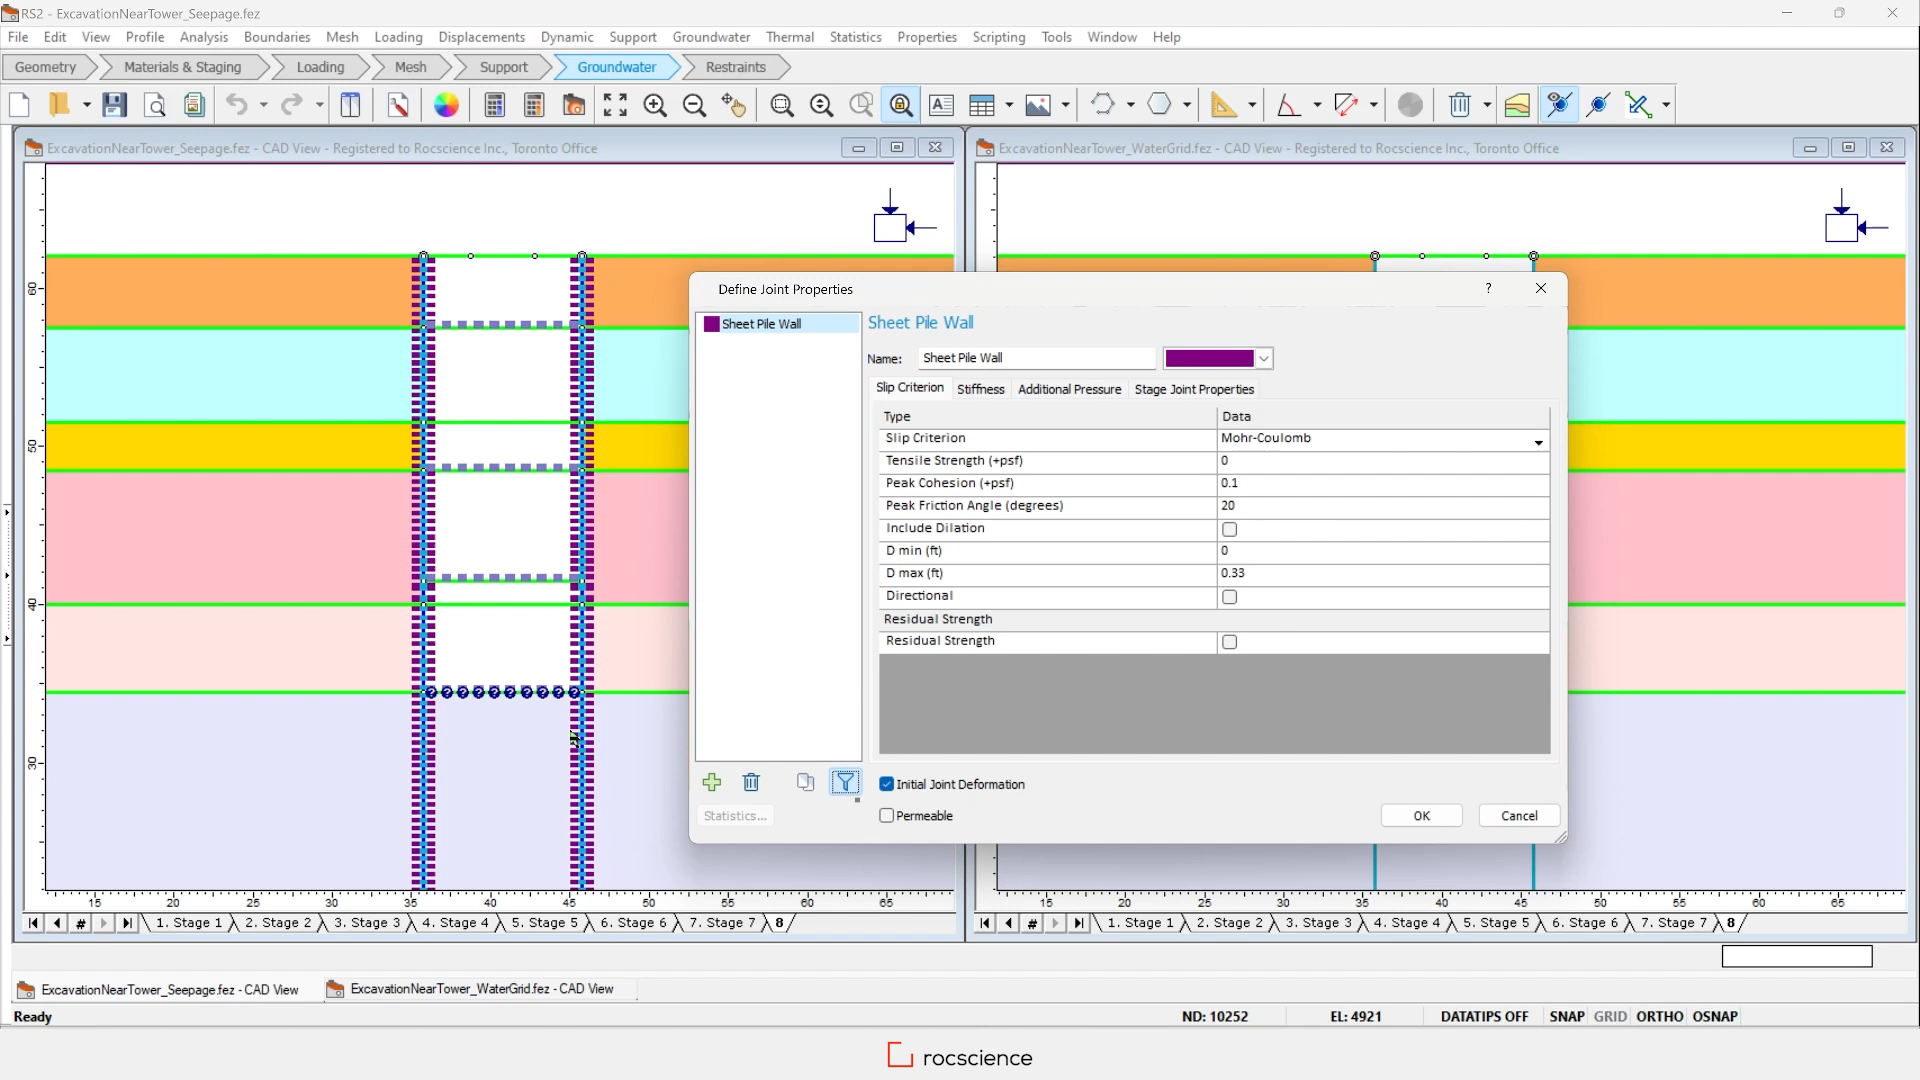 RS2 - ExcavationNearTower_Seepage.fez
File Edit View Profile Analysis Boundaries Mesh Loading Displacements Dynamic Support Groundwater Thermal Statistics Properties Scripting Tools Window Help
Geometry Materials & Staging Loading Mesh Support Groundwater Restraints
ExcavationNearTower_Seepage.fez - CAD View - Registered to Rocscience Inc., Toronto Office
ExcavationNearTower_WaterGrid.fez - CAD View - Registered to Rocscience Inc., Toronto Office
60
50
40
30
15 20 25 30 35 40 45 50 55 60 65
15 20 25 30 35 40 45 50 55 60 65
Define Joint Properties
Sheet Pile Wall
Sheet Pile Wall
Name: Sheet Pile Wall
Slip Criterion Stiffness Additional Pressure Stage Joint Properties
Type Data
Slip Criterion Mohr-Coulomb
Tensile Strength (+psf) 0
Peak Cohesion (+psf) 0.1
Peak Friction Angle (degrees) 20
Include Dilation
D min (ft) 0
D max (ft) 0.33
Directional
Residual Strength
Residual Strength
Initial Joint Deformation
Statistics... Permeable OK Cancel
1. Stage 1 2. Stage 2 3. Stage 3 4. Stage 4 5. Stage 5 6. Stage 6 7. Stage 7 8
1. Stage 1 2. Stage 2 3. Stage 3 4. Stage 4 5. Stage 5 6. Stage 6 7. Stage 7 8
ExcavationNearTower_Seepage.fez - CAD View ExcavationNearTower_WaterGrid.fez - CAD View
Ready ND: 10252 EL: 4921 DATATIPS OFF SNAP GRID ORTHO OSNAP
rocscience